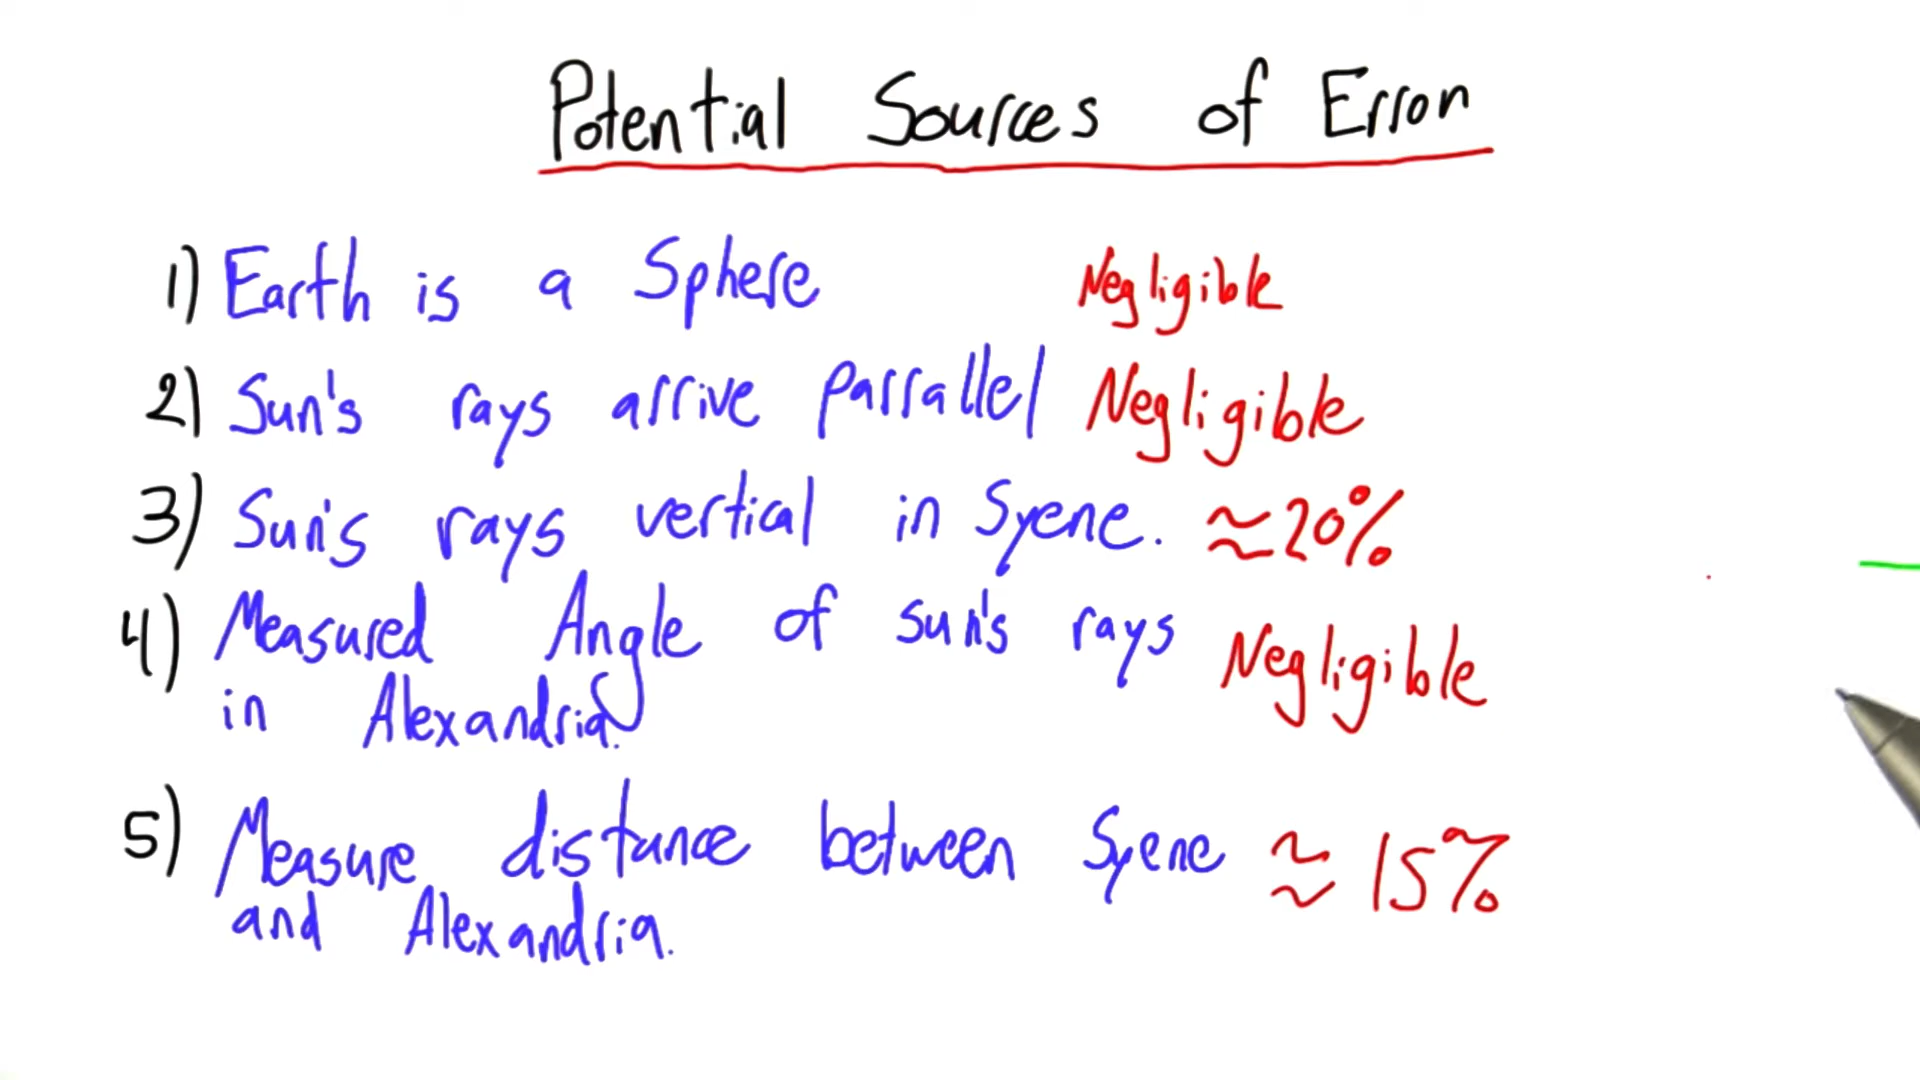 Potential Sources of Error
1) Earth is a Sphere Negligible
2) Sun's rays arrive parrallel Negligible
3) Sun's rays vertical in Syene. ≈20%
4) Measured Angle of sun's rays Negligible
in Alexandria.
5) Measure distance between Syene ≈ 15%
and Alexandria.